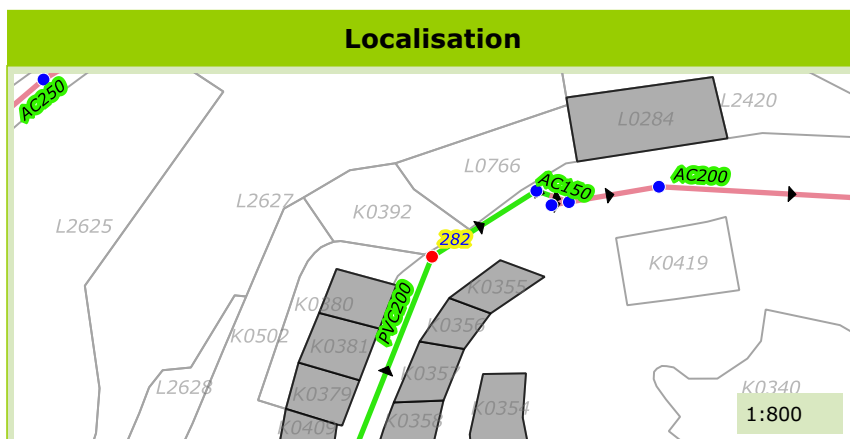 Localisation
AC250
L2420
L0284
L0766
AC150
AC200
L2627
K0392
L2625
282
K0419
K0355
K0380
PVC200
K0356
K0502
K0381
K0357
L2628
K0379
K0340
K0354
K0409
K0358
1:800